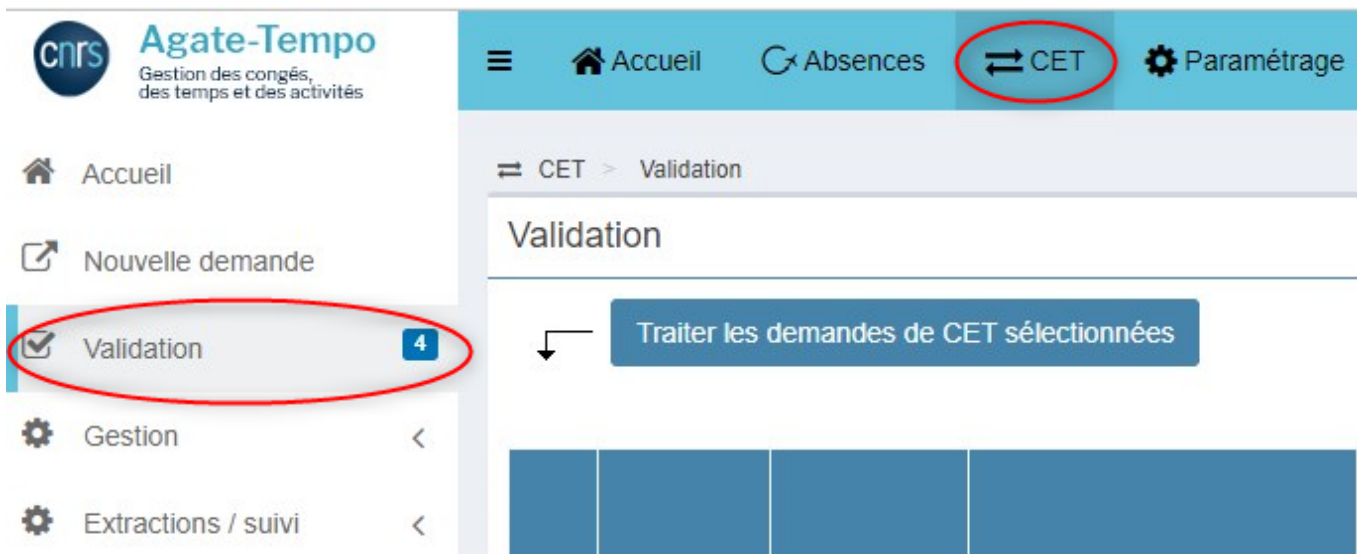 cnrs
Agate-Tempo
Gestion des congés,
des temps et des activités
Accueil Absences CET Paramétrage
Accueil
Nouvelle demande
Validation 4
Gestion <
Extractions / suivi <
CET > Validation
Validation
Traiter les demandes de CET sélectionnées